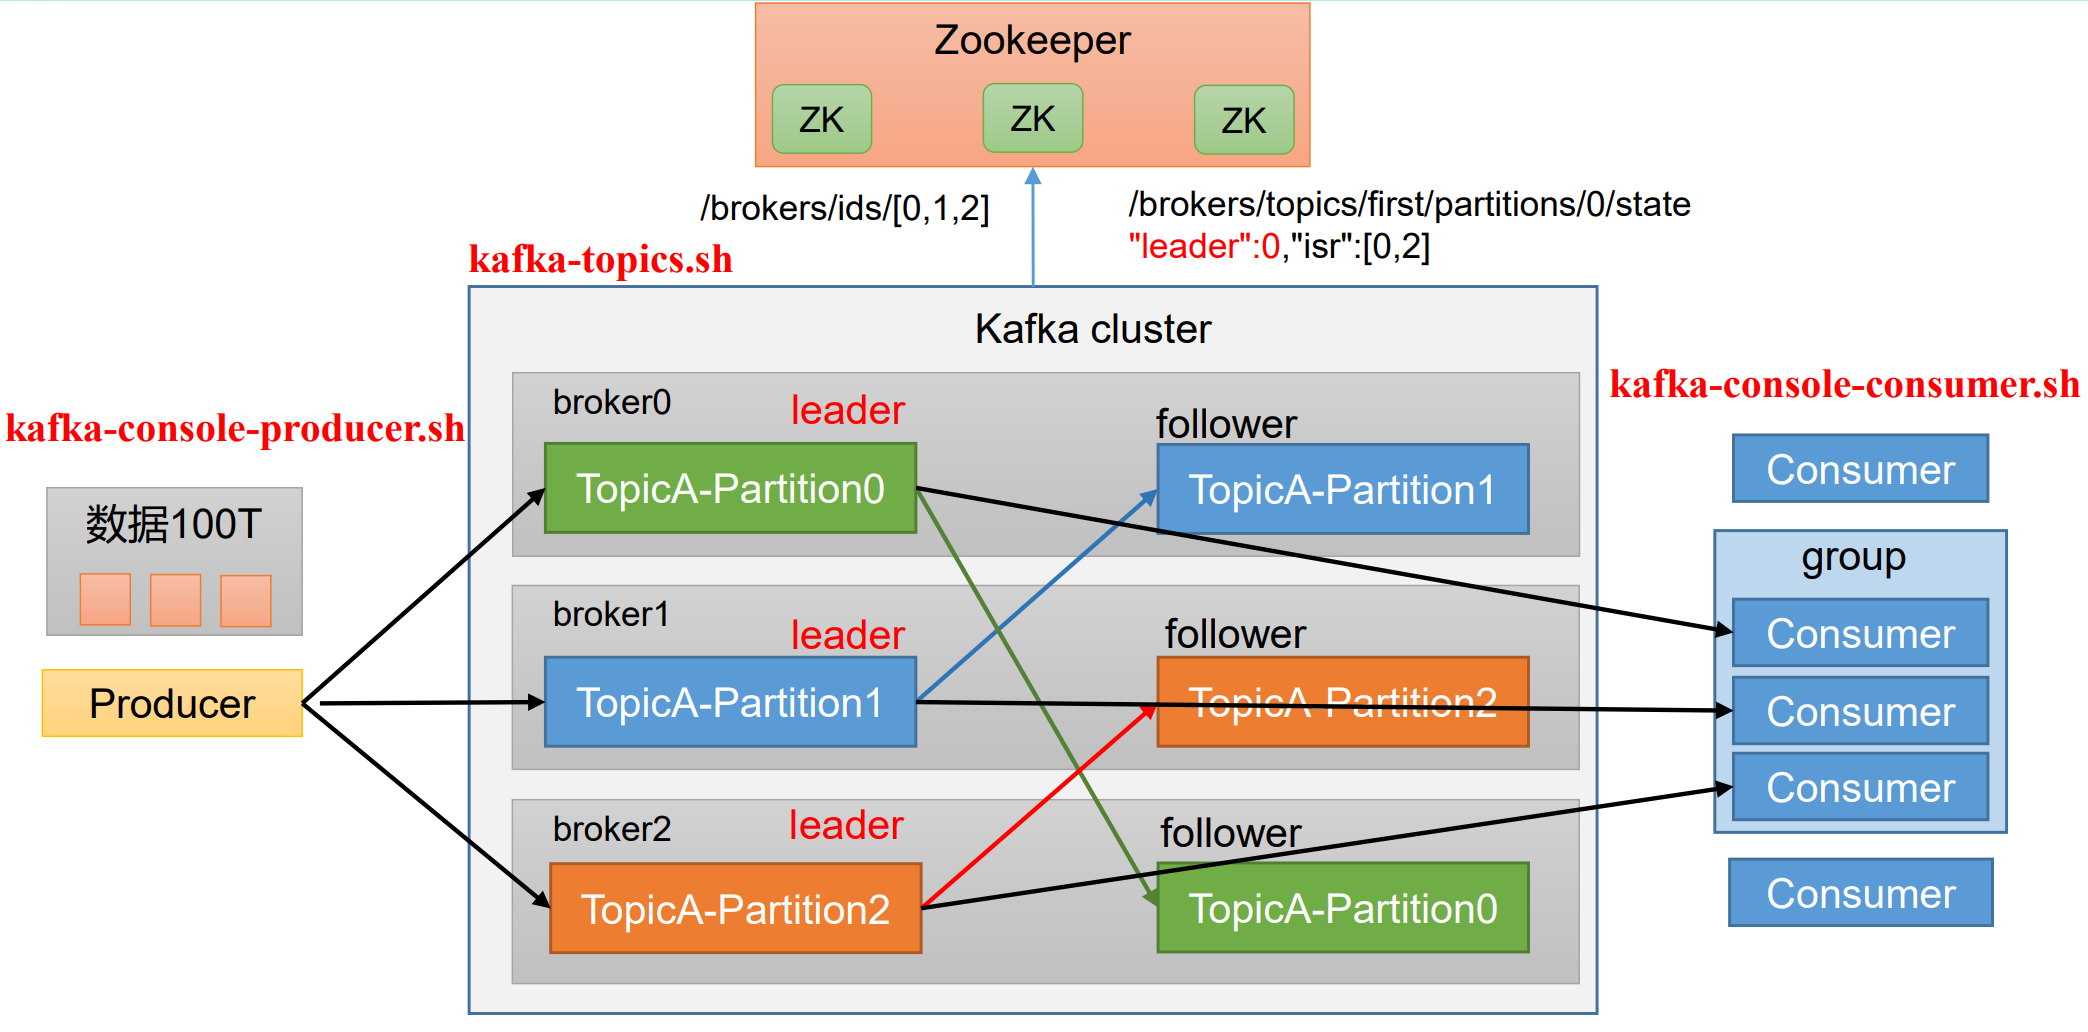 Zookeeper
ZK
ZK
ZK
/brokers/ids/[0,1,2]
/brokers/topics/first/partitions/0/state
"leader":0,"isr":[0,2]
kafka-topics.sh
Kafka cluster
kafka-console-producer.sh
kafka-console-consumer.sh
数据100T
Producer
broker0
leader
follower
TopicA-Partition0
TopicA-Partition1
broker1
leader
follower
TopicA-Partition1
TopicA-Partition2
broker2
leader
follower
TopicA-Partition2
TopicA-Partition0
Consumer
group
Consumer
Consumer
Consumer
Consumer